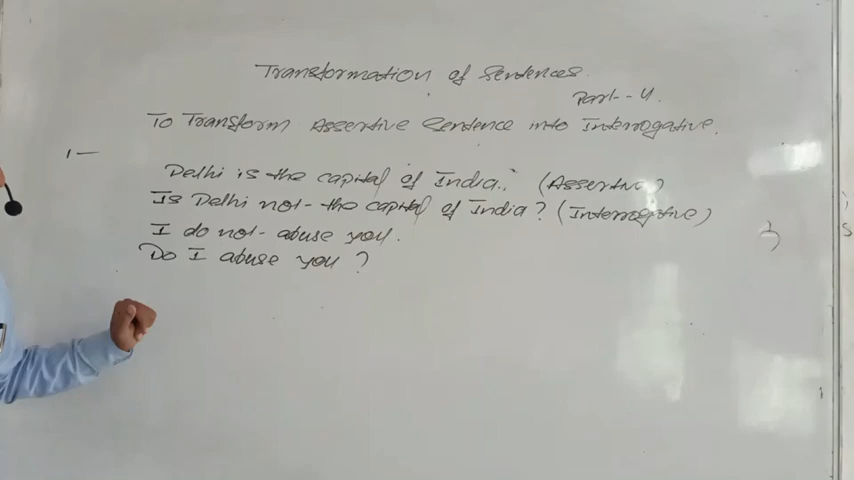 Transformation of Sentences.
Part-4.
To Transform Assertive Sentence into Interrogative.
1-
Delhi is the capital of India. (Assertive)
Is Delhi not the capital of India? (Interrogative)
I do not abuse you.
Do I abuse you?